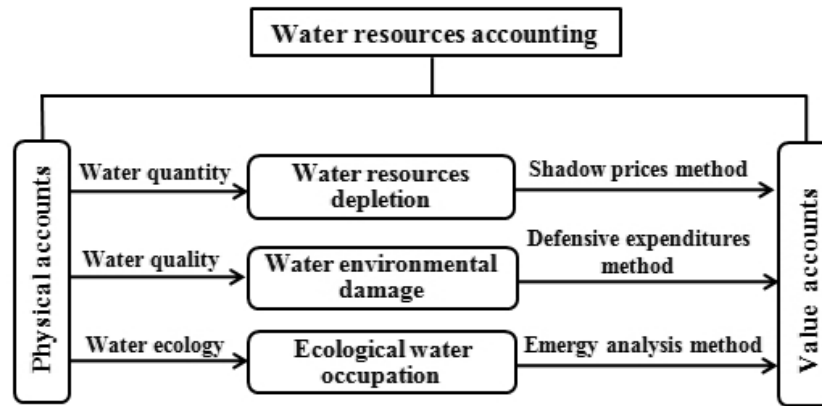 Water resources accounting
Physical accounts
Water quantity
Water resources
depletion
Shadow prices method
Water quality
Water environmental
damage
Defensive expenditures
method
Water ecology
Ecological water
occupation
Emergy analysis method
Value accounts